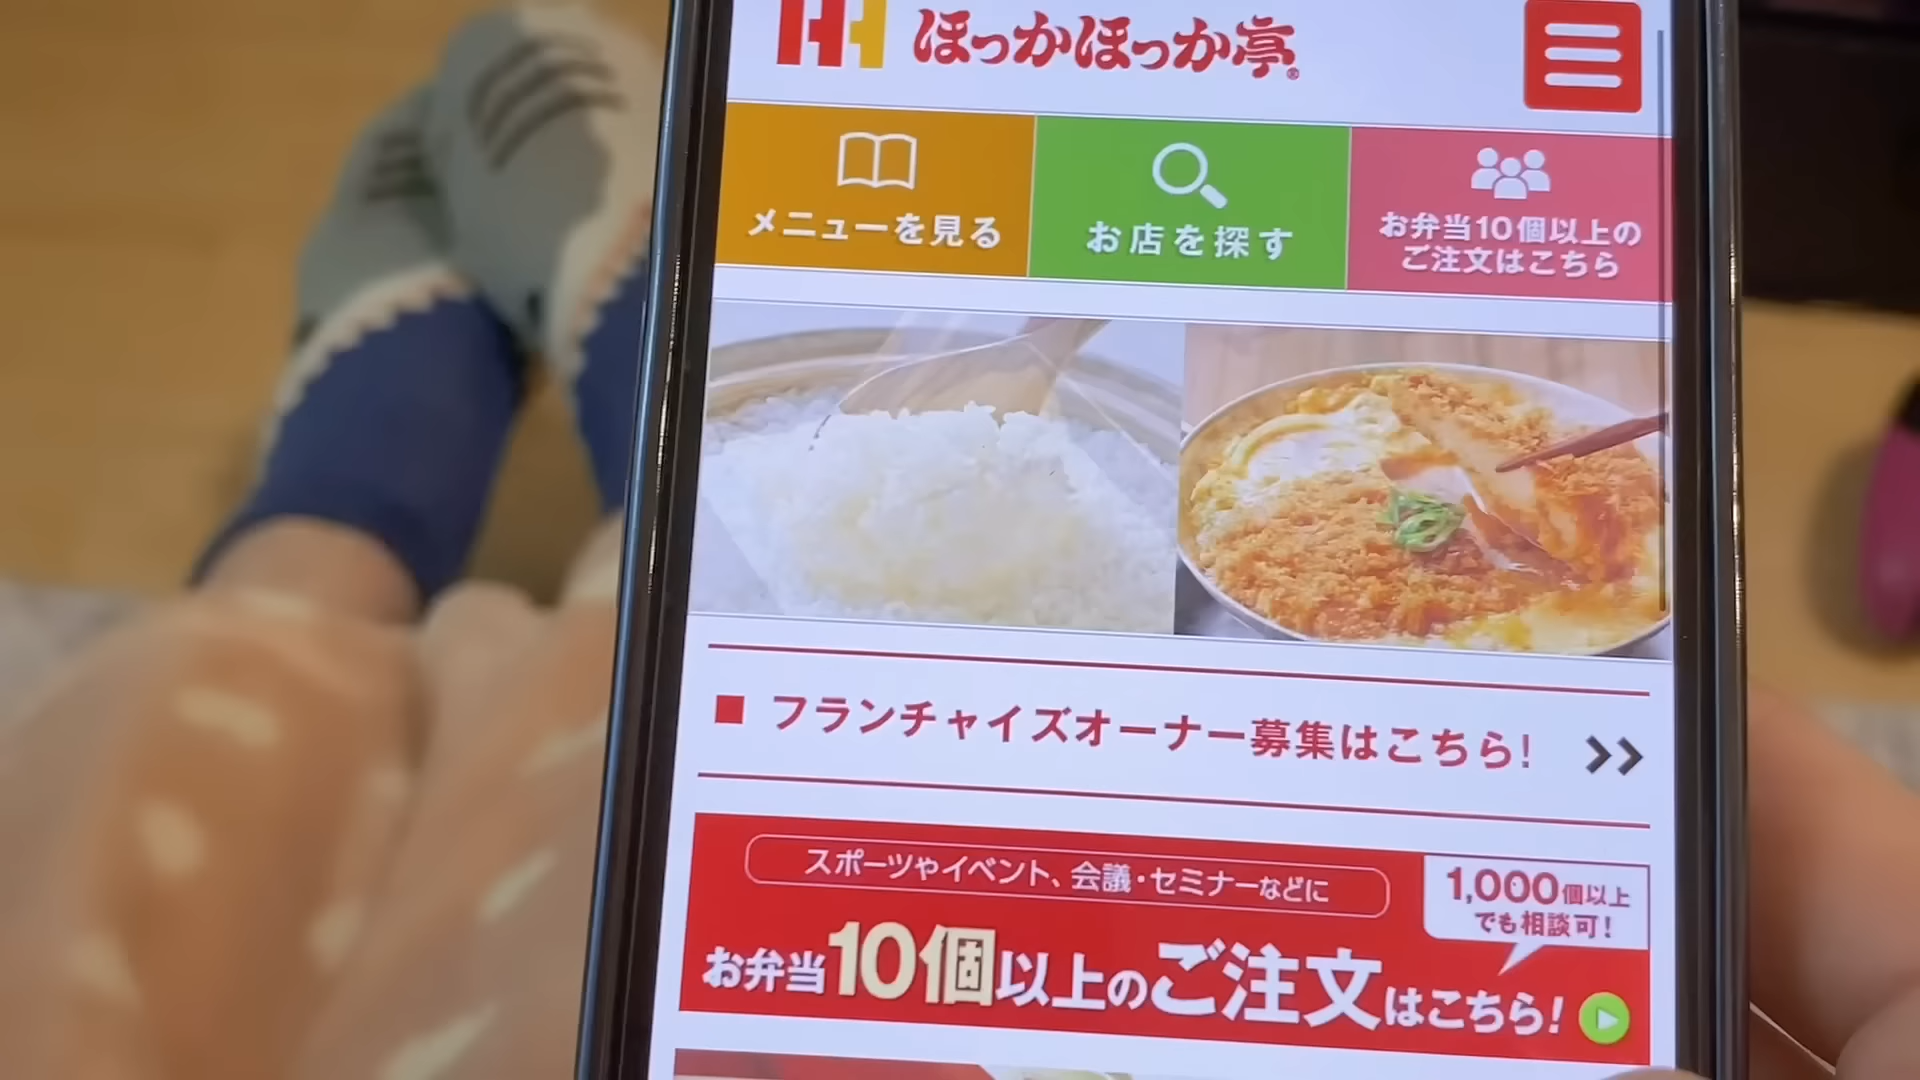 ほっかほっか亭
メニューを見る
お店を探す
お弁当10個以上の
ご注文はこちら
フランチャイズオーナー募集はこちら!
スポーツやイベント、会議・セミナーなどに
1,000個以上
でも相談可!
お弁当10個以上のご注文はこちら!